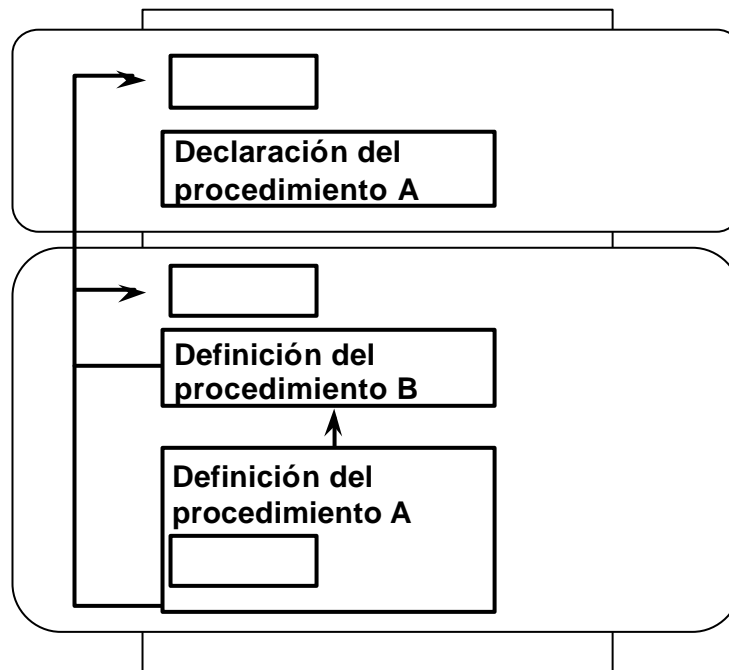 Declaración del
procedimiento A
Definición del
procedimiento B
Definición del
procedimiento A